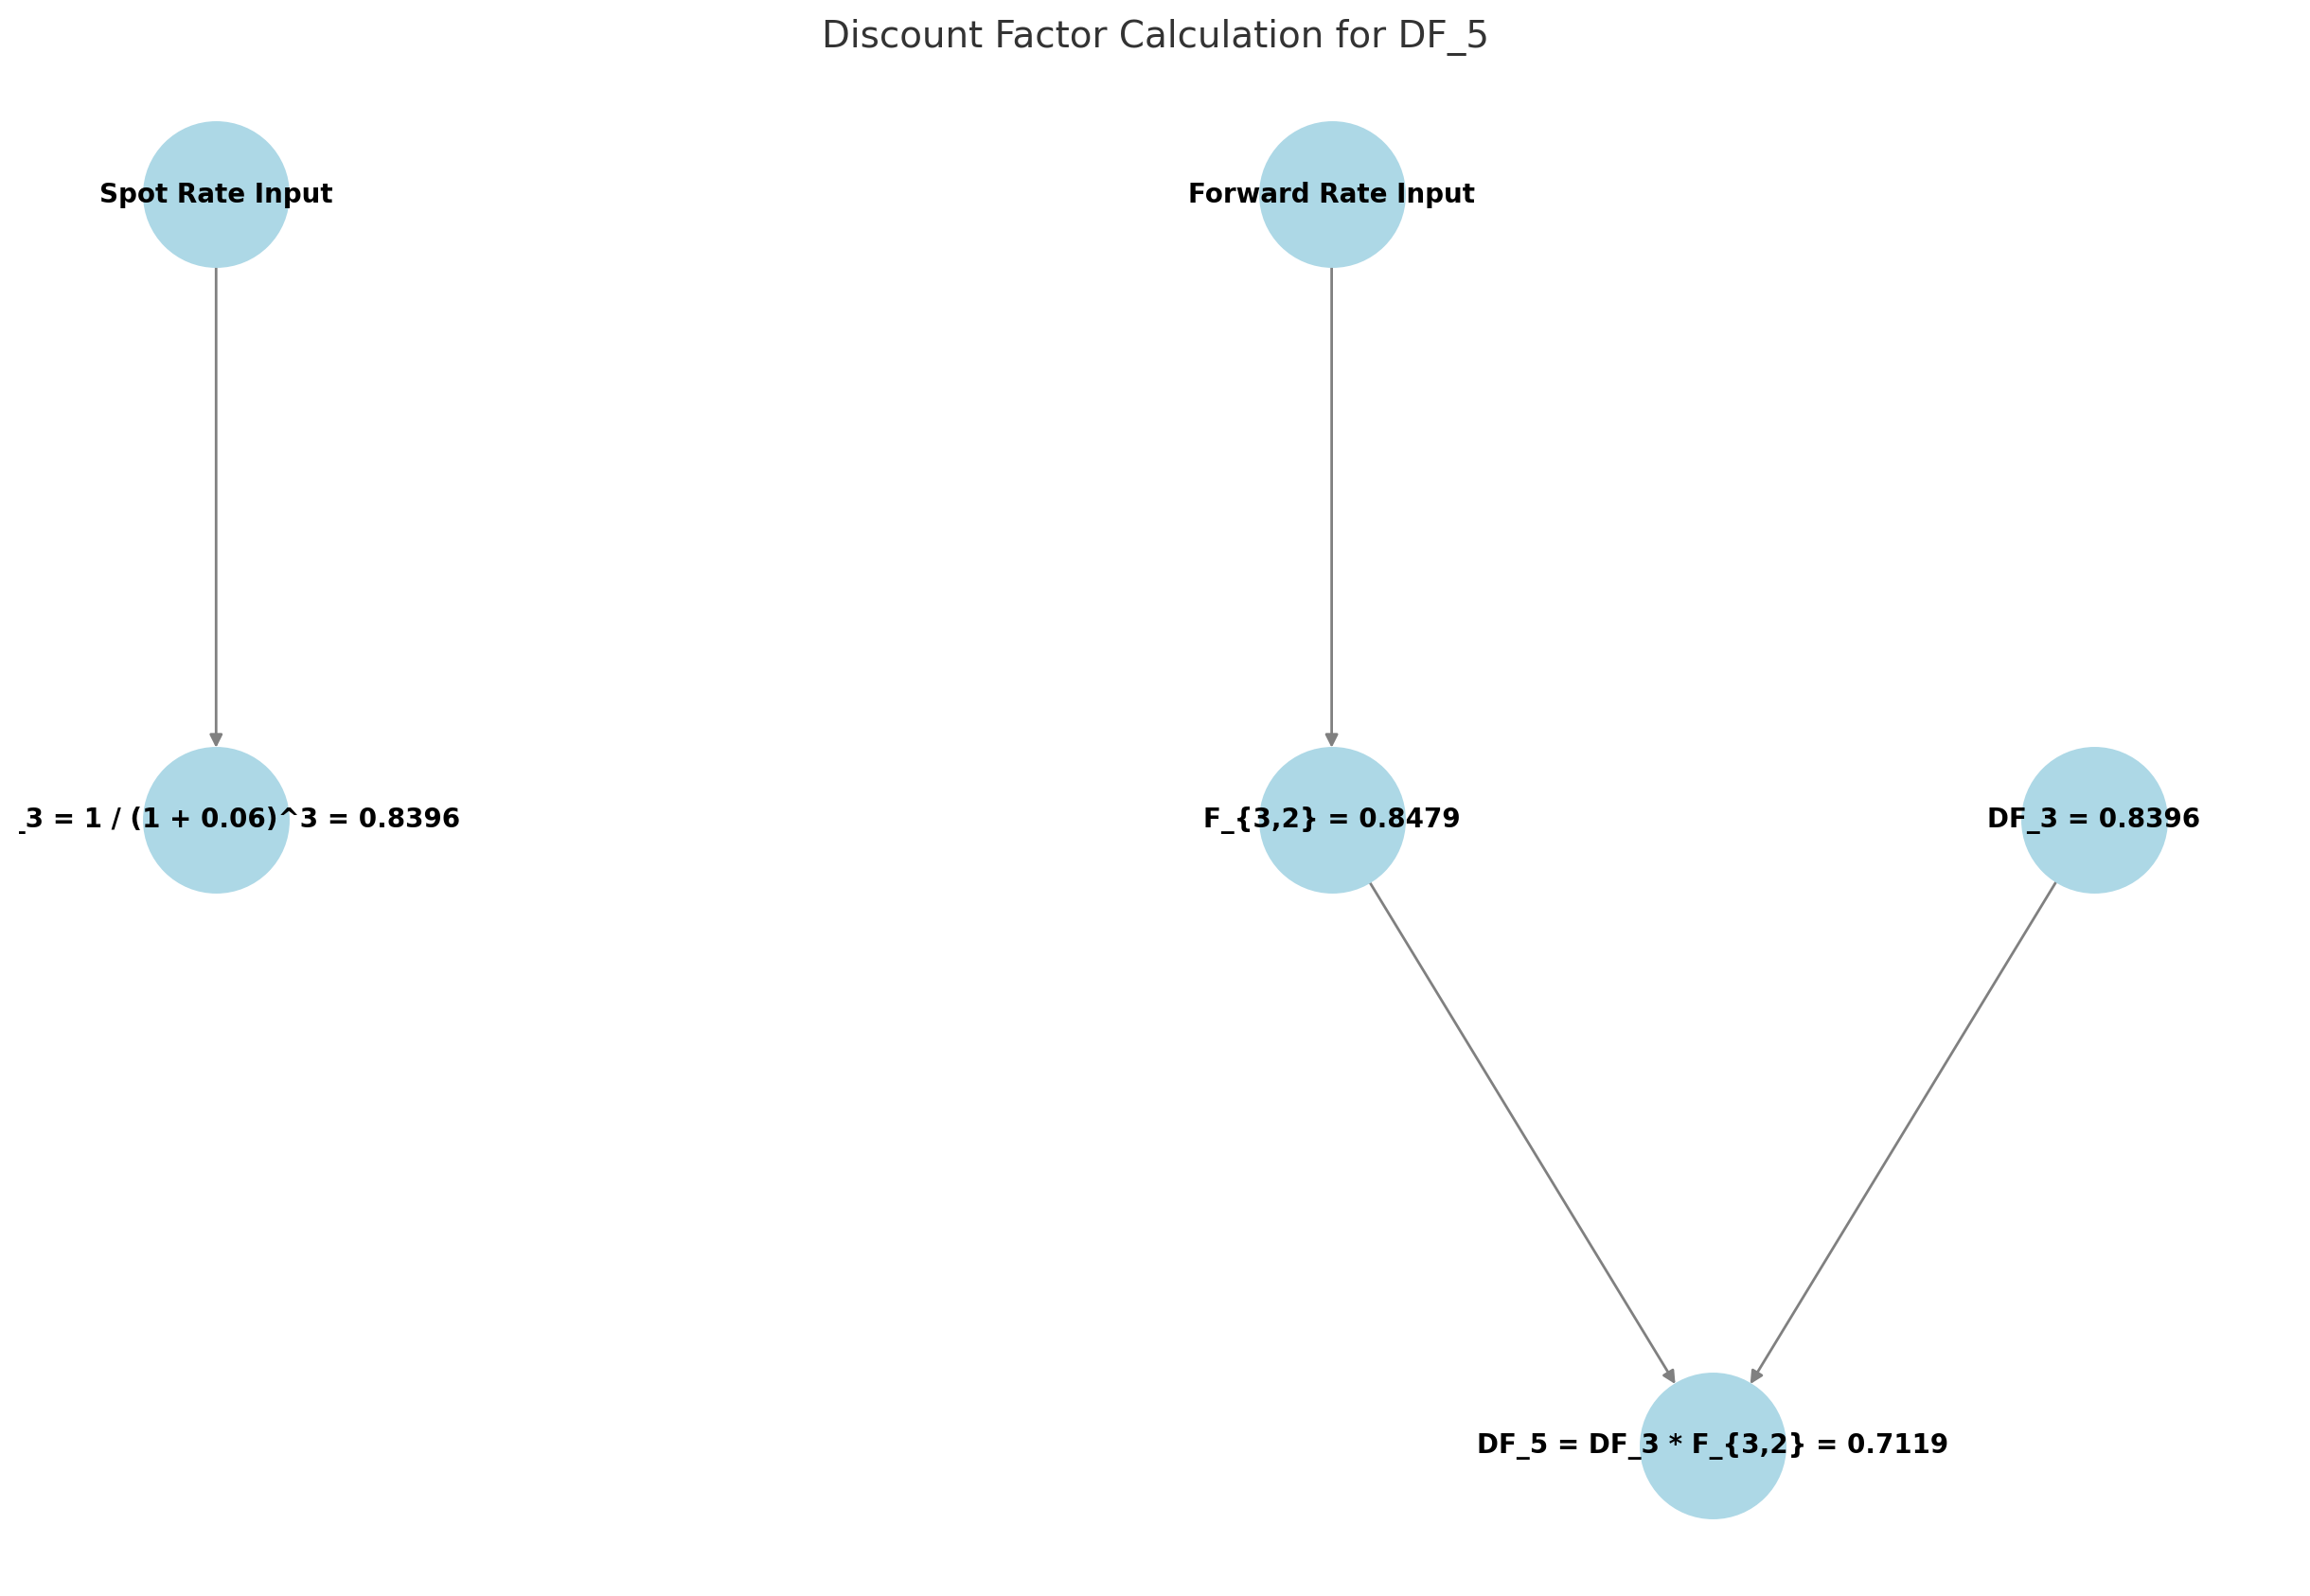 Discount Factor Calculation for DF_5
Spot Rate Input
Forward Rate Input
_3 = 1 / (1 + 0.06)^3 = 0.8396
F_{3,2} = 0.8479
DF_3 = 0.8396
DF_5 = DF_3 * F_{3,2} = 0.7119